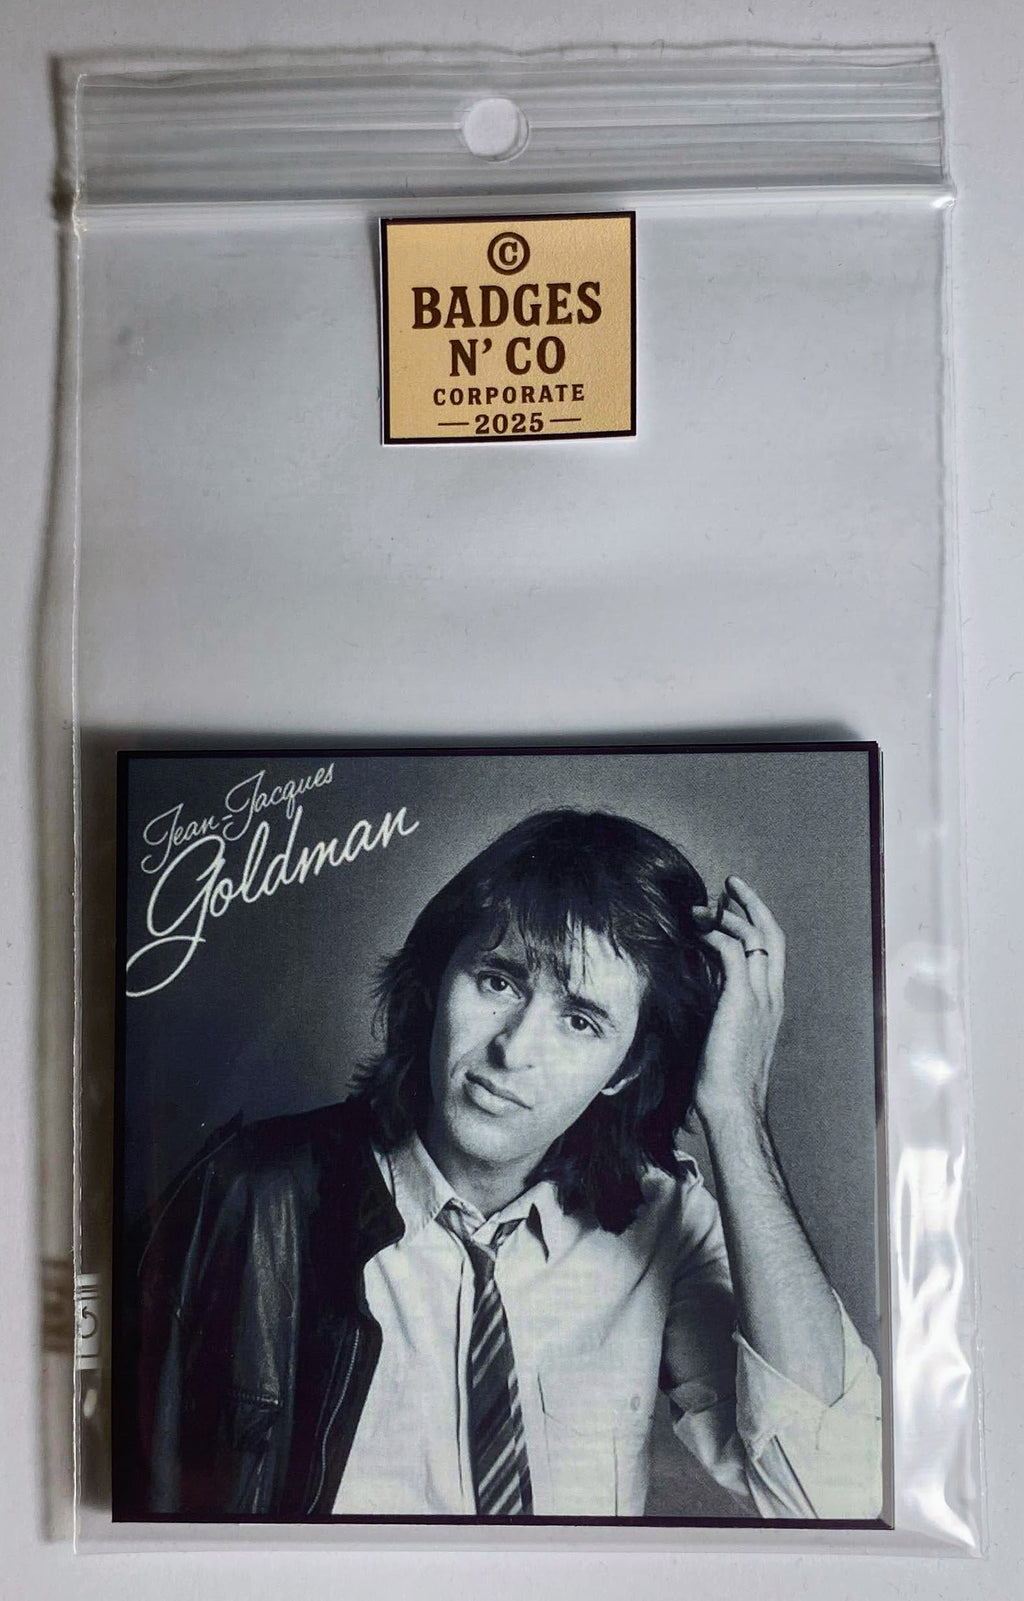 ©
BADGES
N' CO
CORPORATE
—2025—
Jean-Jacques
Goldman